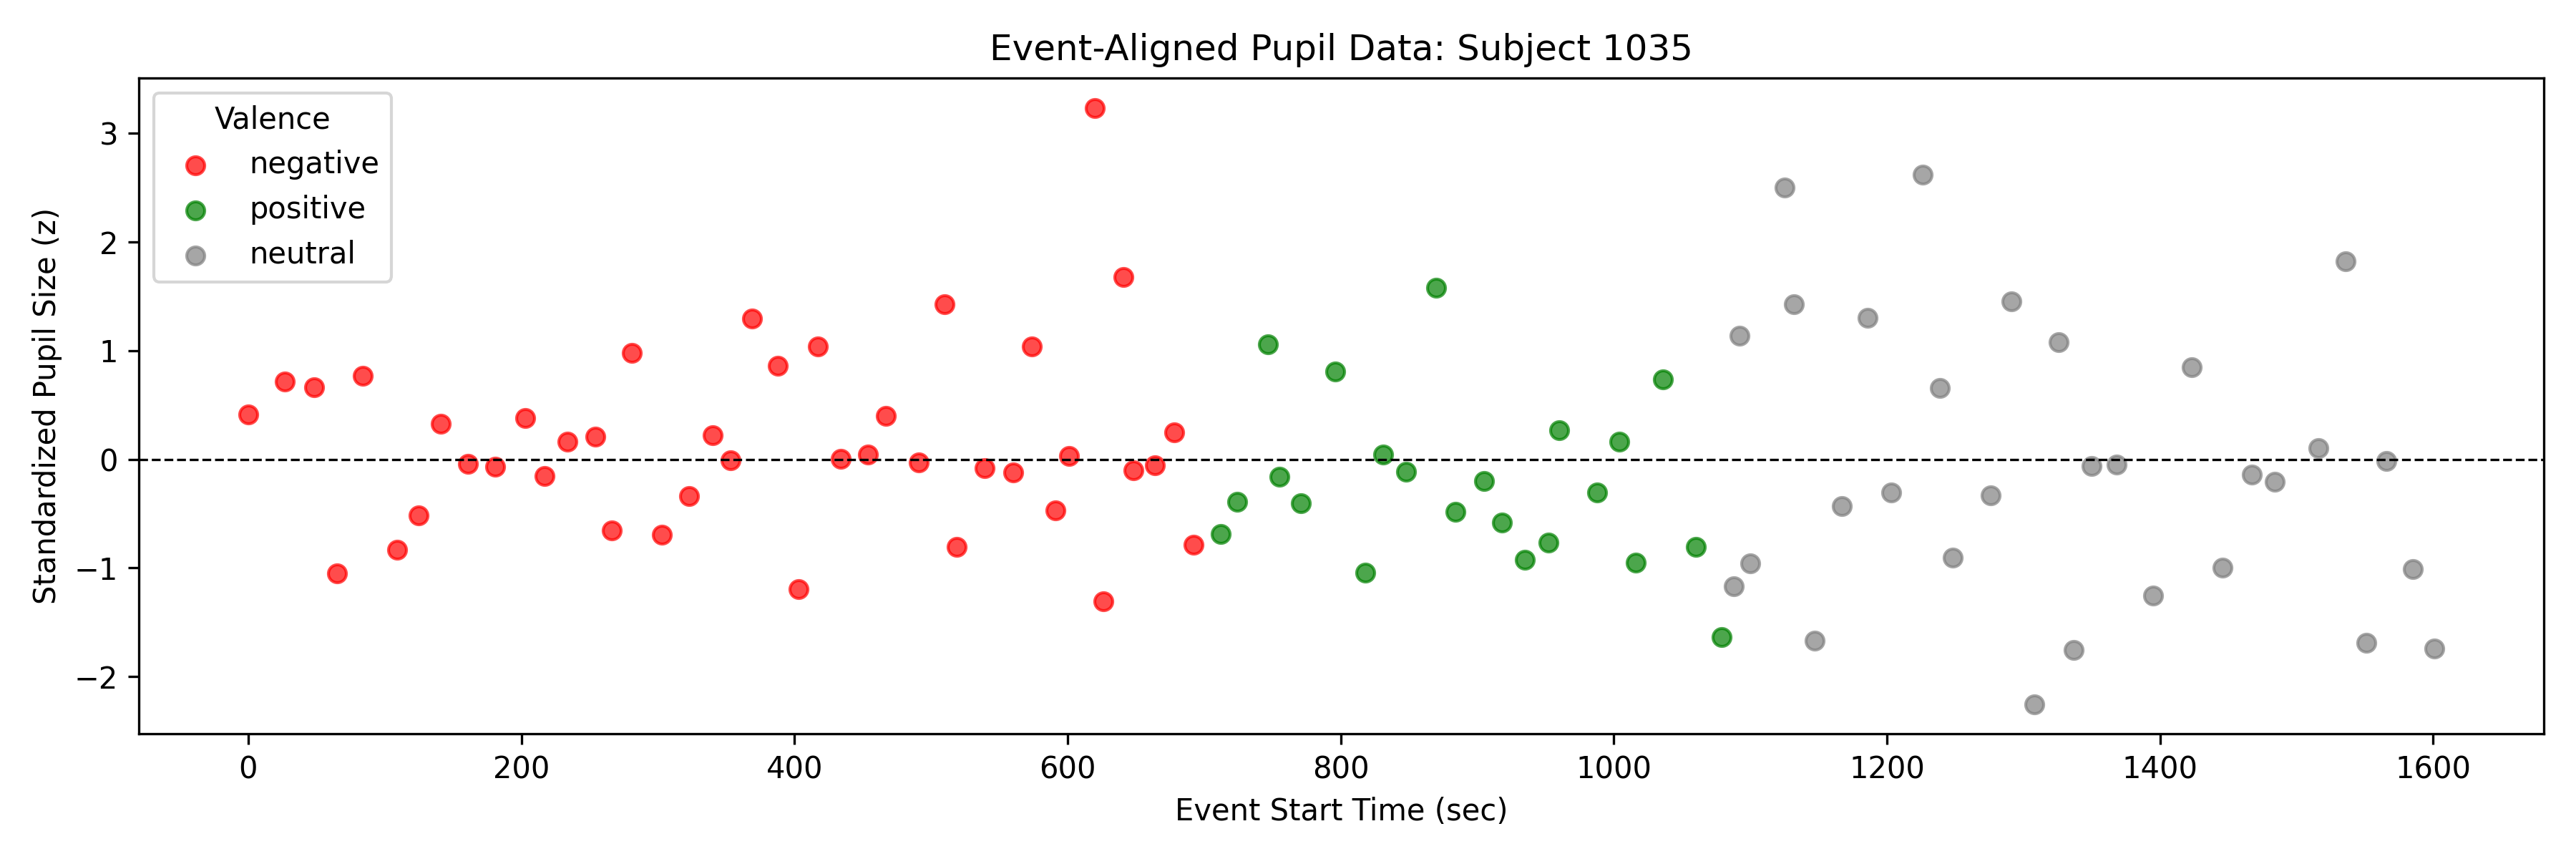 Event-Aligned Pupil Data: Subject 1035
Valence
negative
positive
neutral
Standardized Pupil Size (z)
3
2
1
0
−1
−2
0 200 400 600 800 1000 1200 1400 1600
Event Start Time (sec)